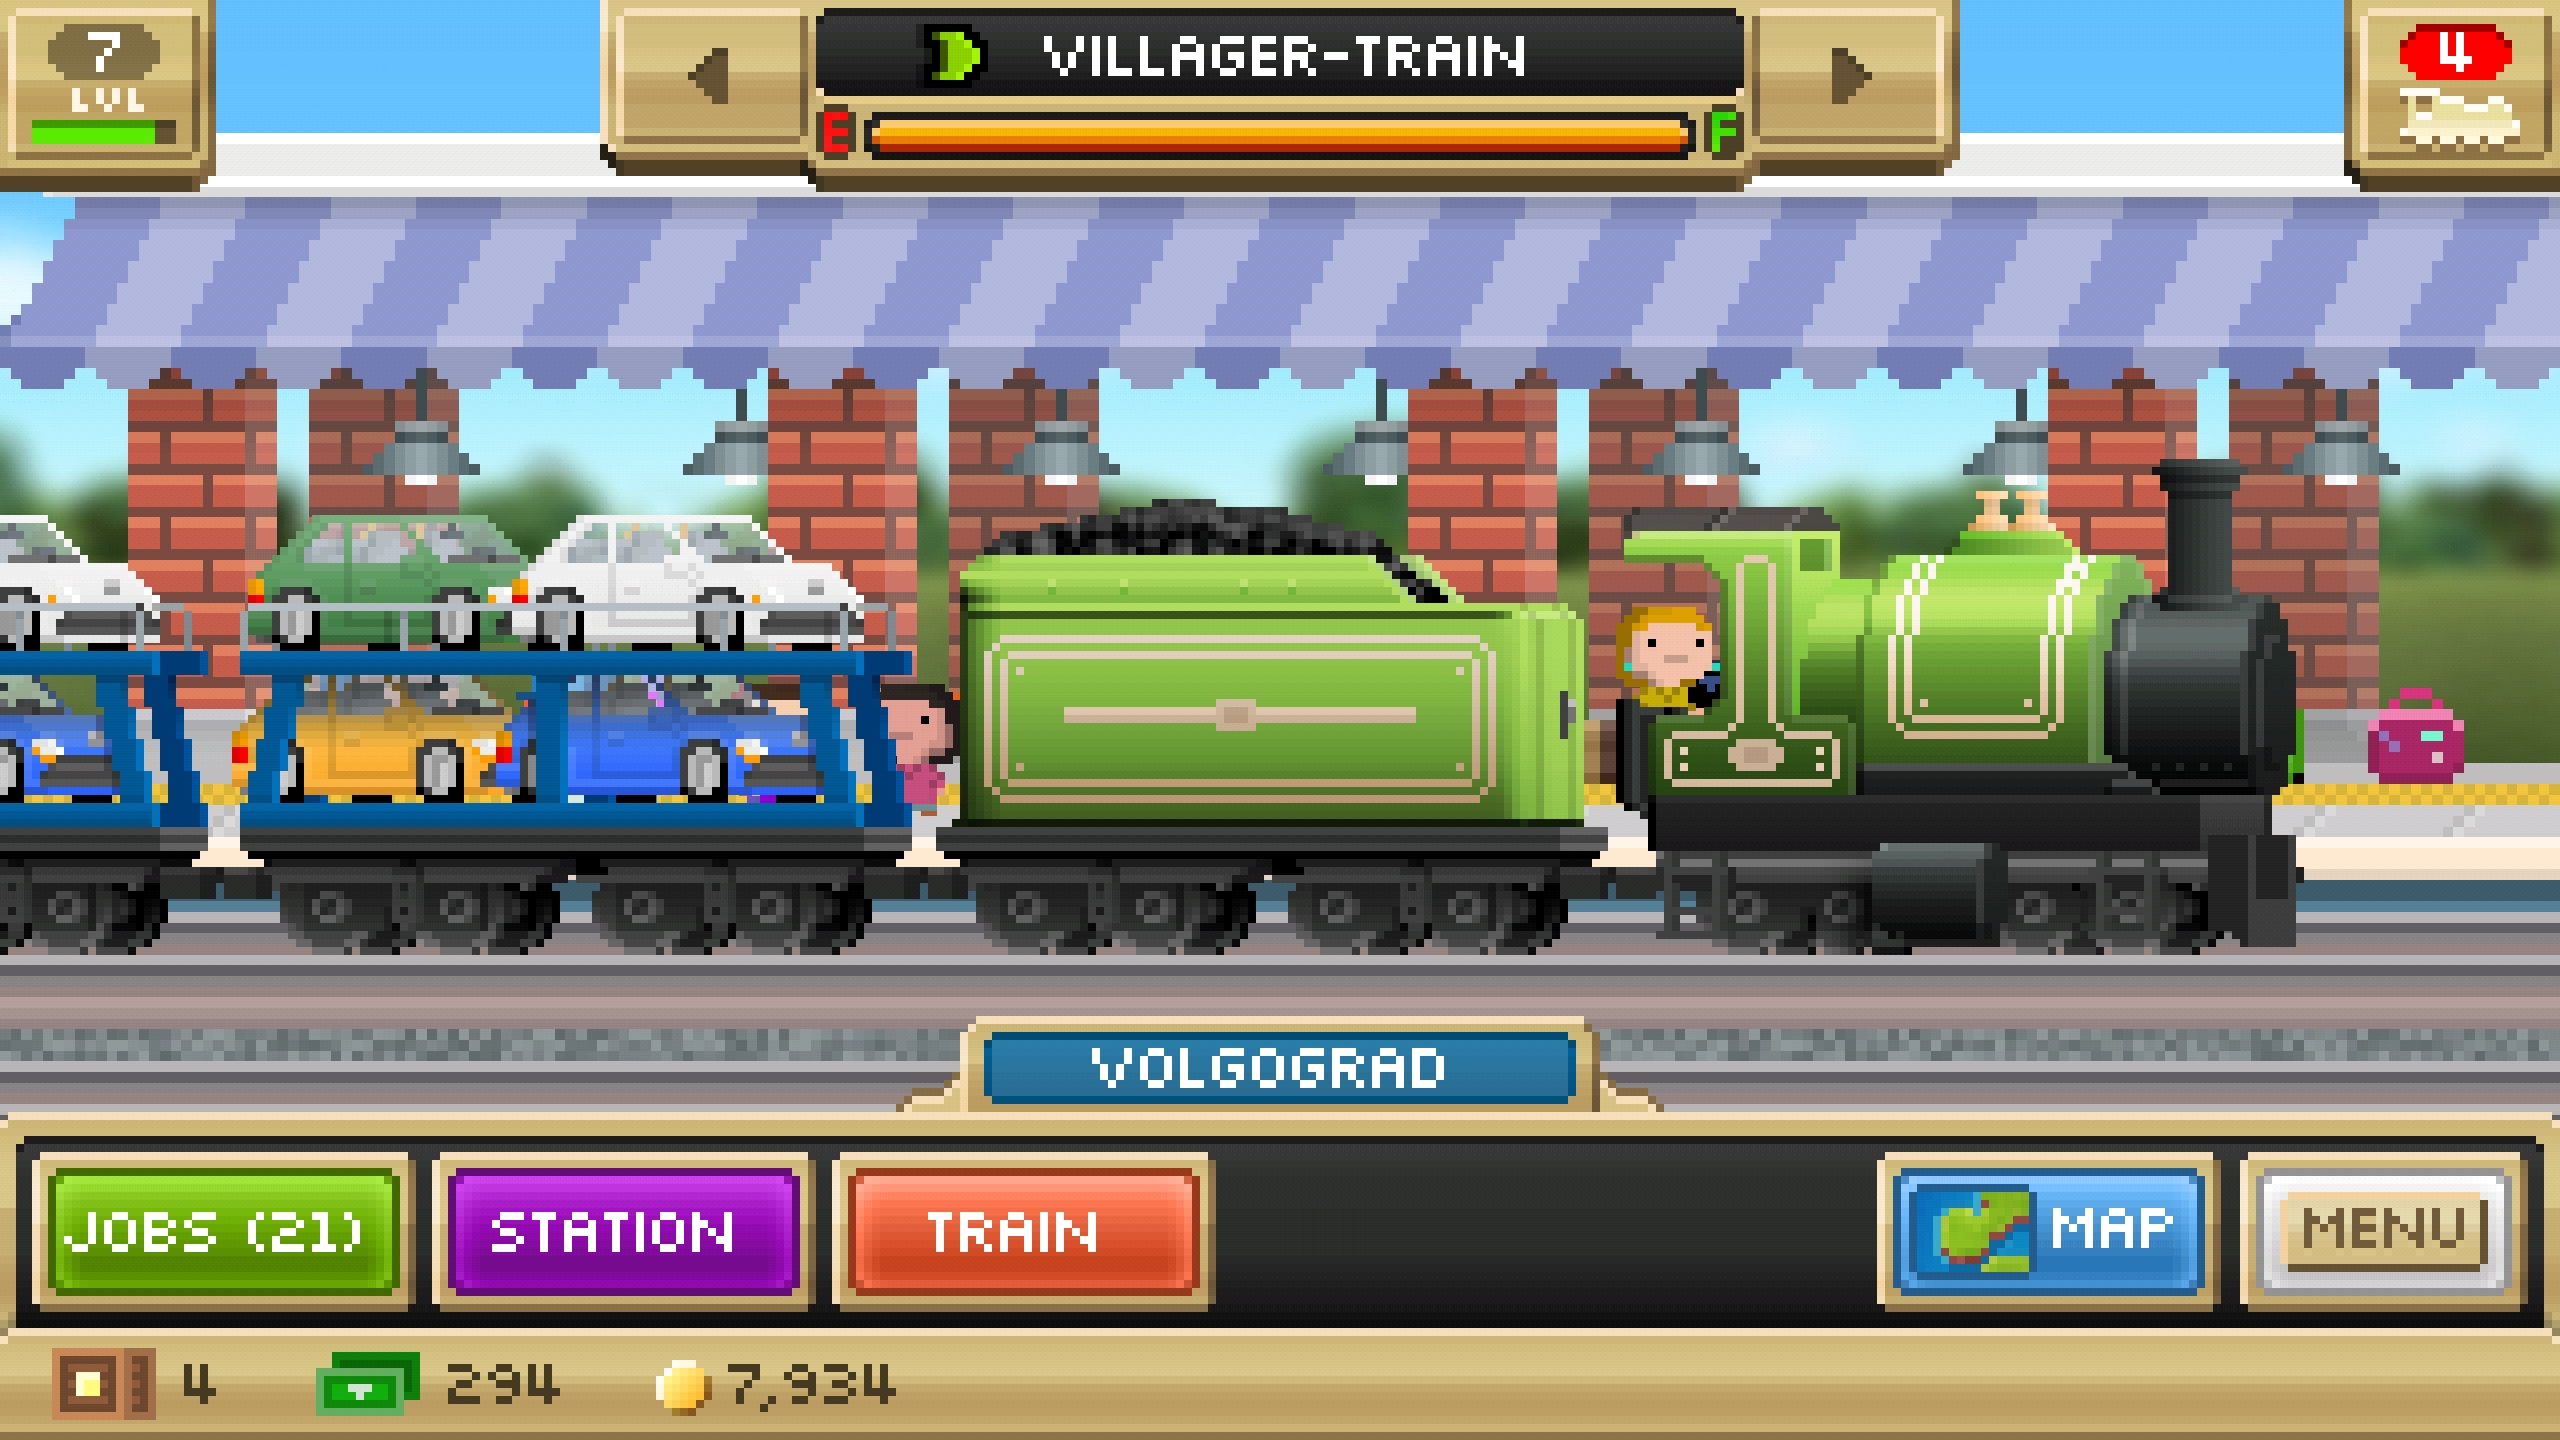 7
LVL
VILLAGER-TRAIN
E F
4
VOLGOGRAD
JOBS (21)
STATION
TRAIN
MAP
MENU
4
294
7,934